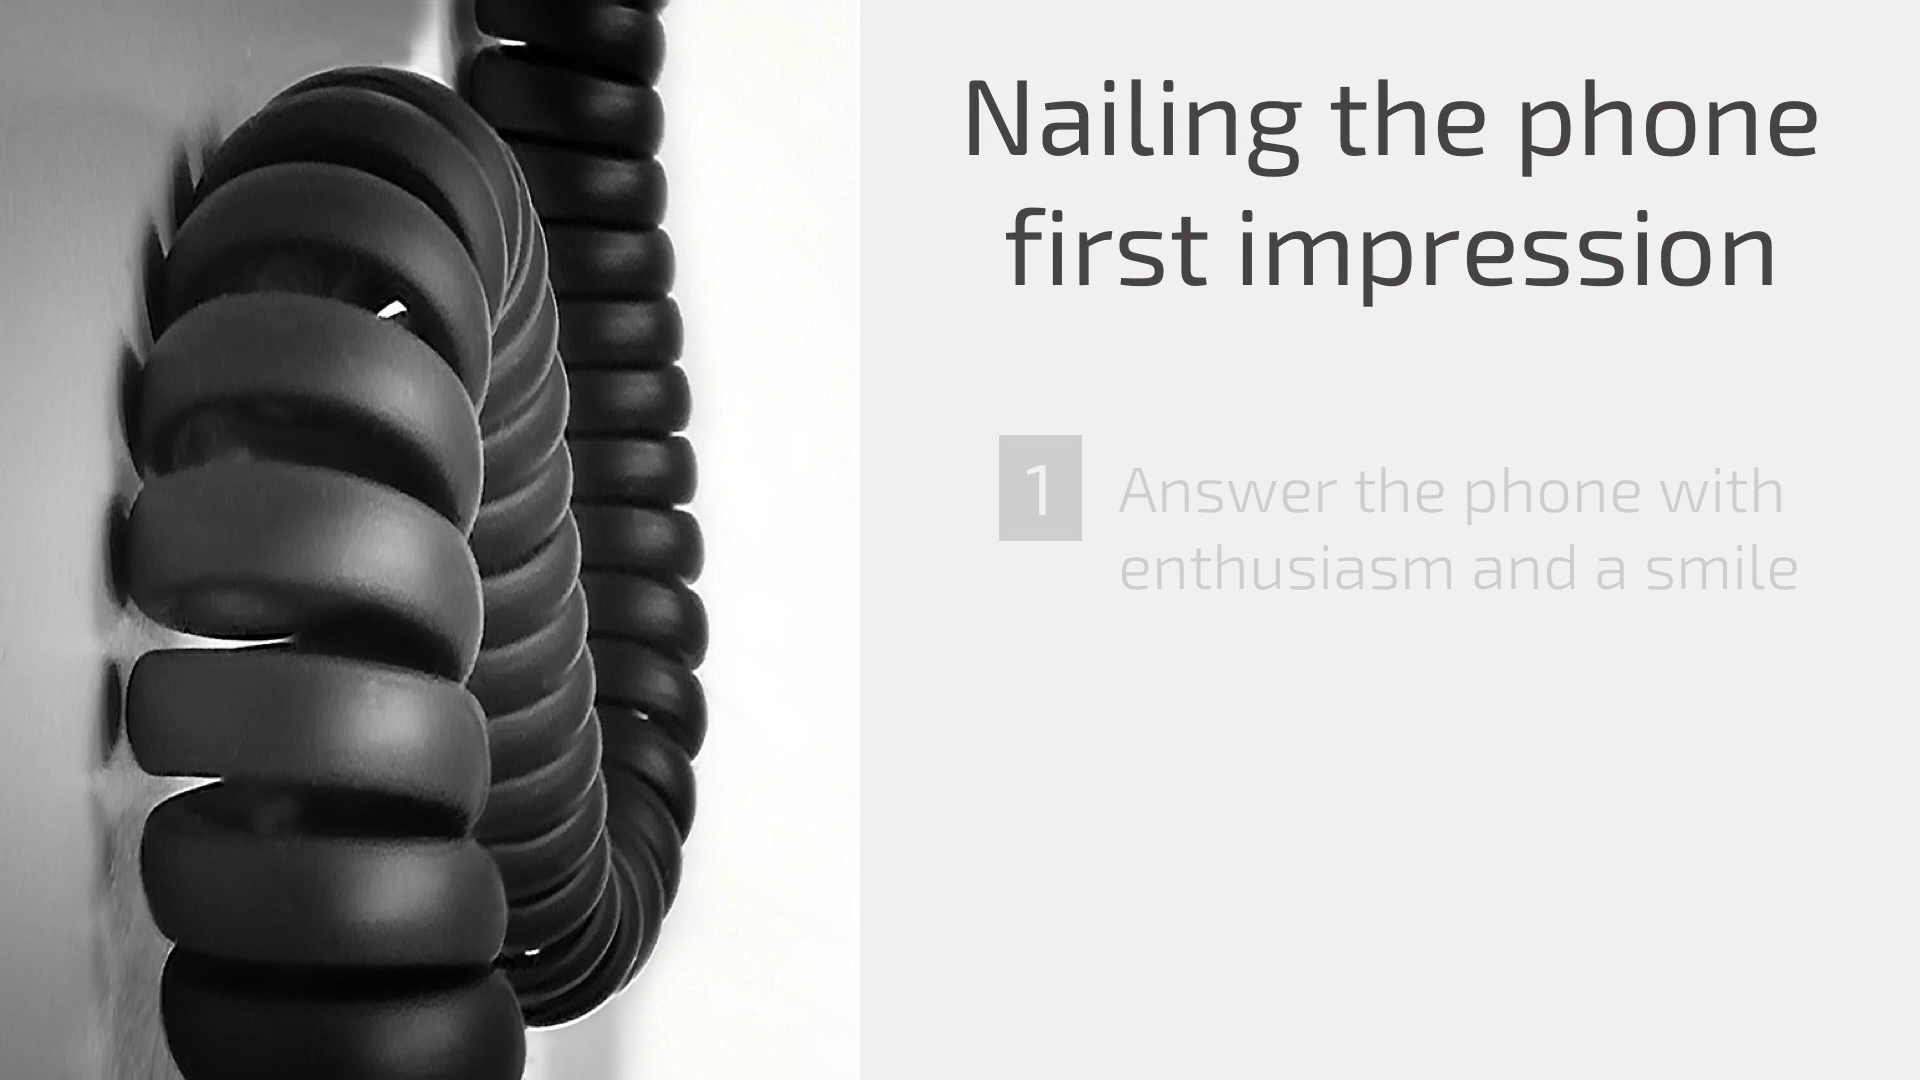 Nailing the phone
first impression
1 Answer the phone with
enthusiasm and a smile